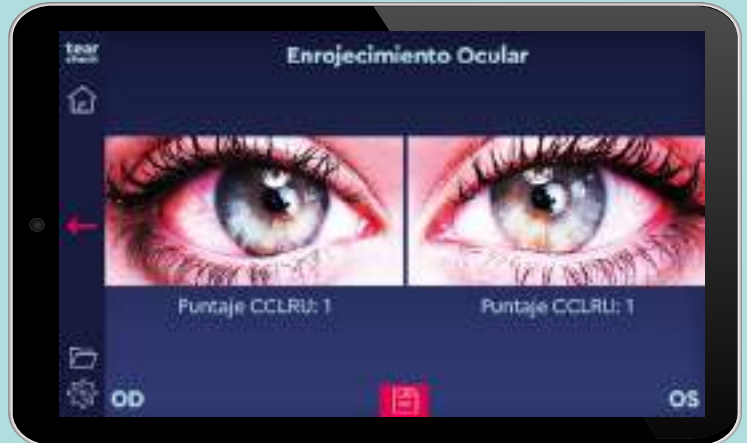 tear
check
Enrojecimiento Ocular
Puntaje CCLRU: 1
Puntaje CCLRU: 1
OD
OS